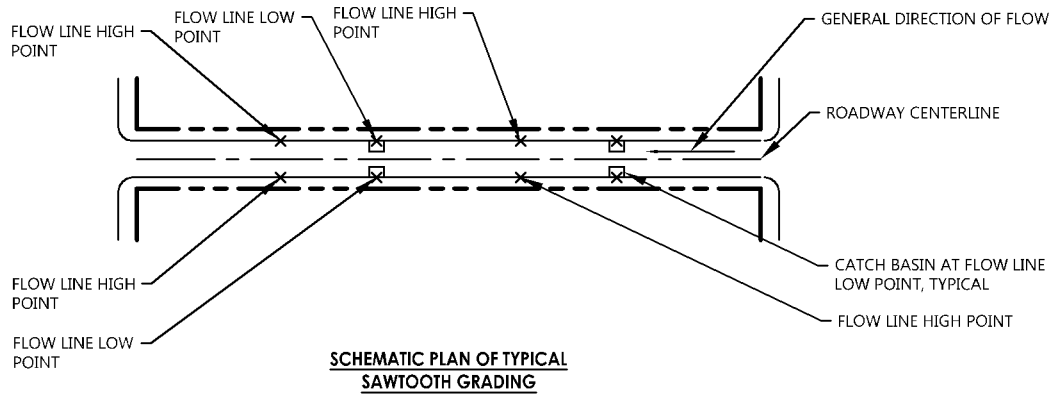 FLOW LINE HIGH
POINT
FLOW LINE LOW
POINT
FLOW LINE HIGH
POINT
GENERAL DIRECTION OF FLOW
ROADWAY CENTERLINE
FLOW LINE HIGH
POINT
CATCH BASIN AT FLOW LINE
LOW POINT, TYPICAL
FLOW LINE HIGH POINT
FLOW LINE LOW
POINT
SCHEMATIC PLAN OF TYPICAL
SAWTOOTH GRADING